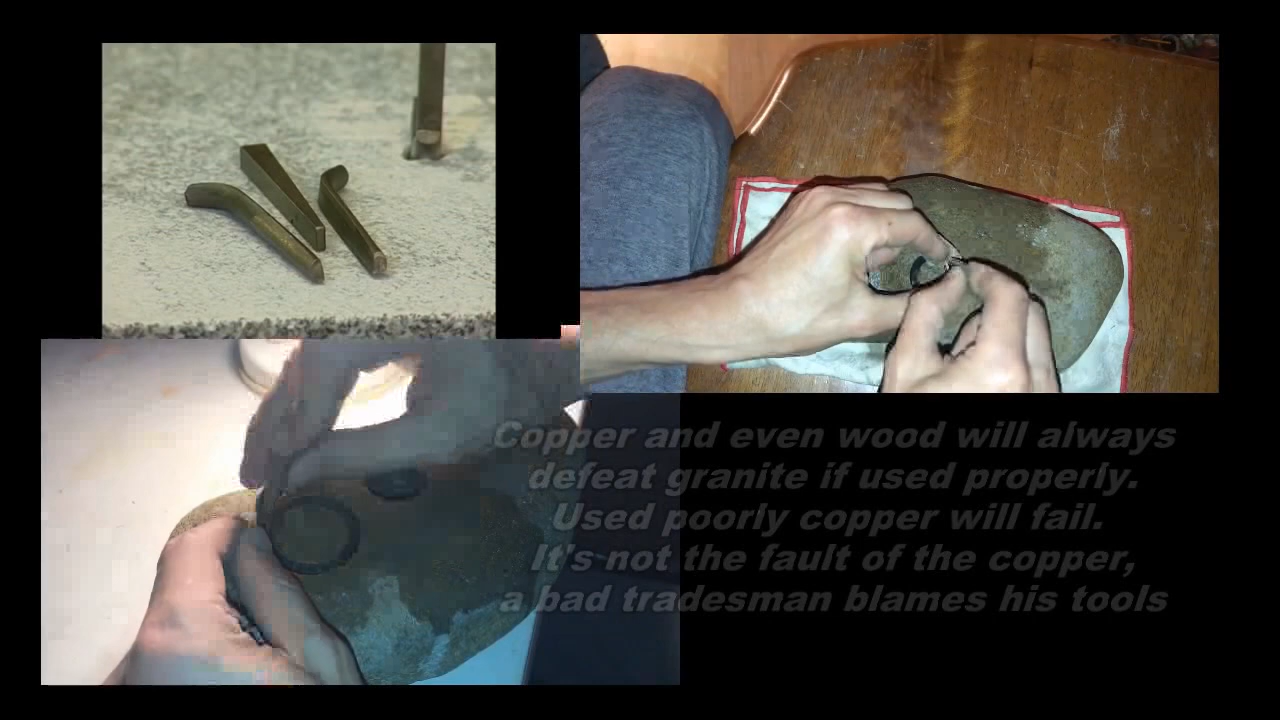 Copper and even wood will always
defeat granite if used properly.
Used poorly copper will fail.
It's not the fault of the copper,
a bad tradesman blames his tools